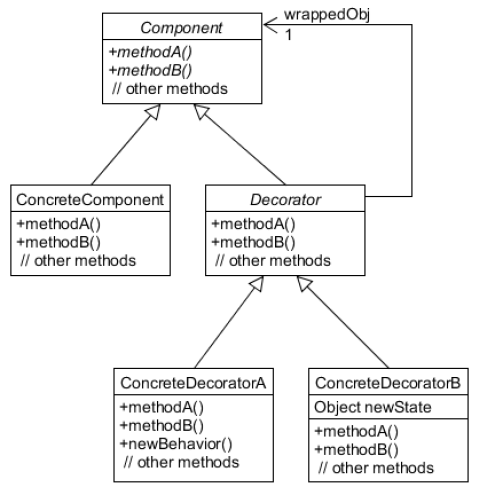 wrappedObj
1
Component
+methodA()
+methodB()
// other methods
ConcreteComponent
+methodA()
+methodB()
// other methods
Decorator
+methodA()
+methodB()
// other methods
ConcreteDecoratorA
+methodA()
+methodB()
+newBehavior()
// other methods
ConcreteDecoratorB
Object newState
+methodA()
+methodB()
// other methods